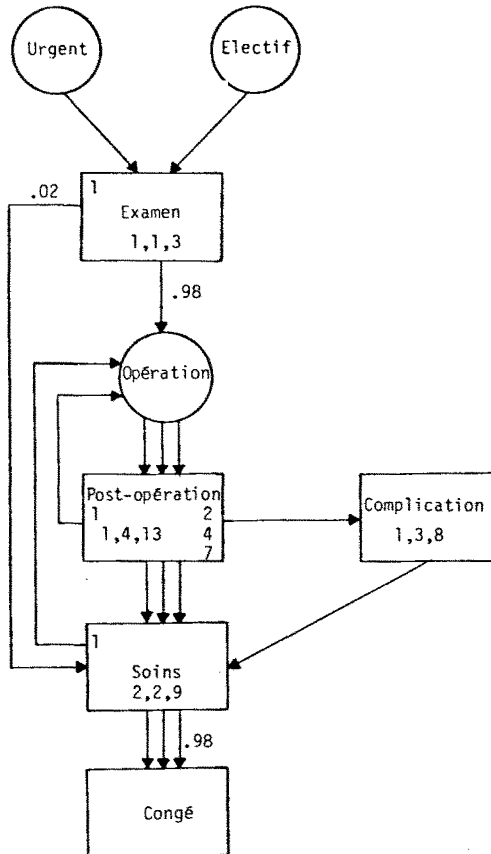 Urgent
Electif
.02
1
Examen
1,1,3
.98
Opération
Post-opération
1
2
1,4,13
4
7
Complication
1,3,8
1
Soins
2,2,9
.98
Congé